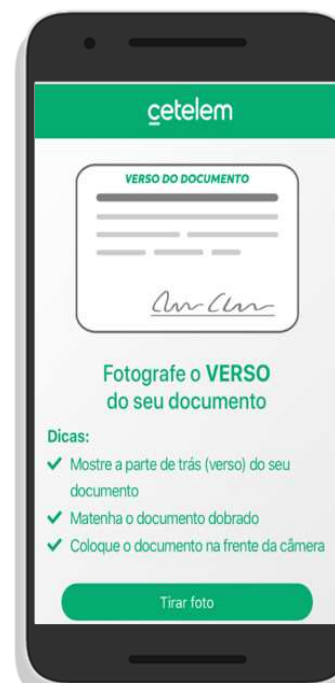 cetelem
VERSO DO DOCUMENTO
Fotografe o VERSO
do seu documento
Dicas:
✓ Mostre a parte de trás (verso) do seu
documento
✓ Matenha o documento dobrado
✓ Coloque o documento na frente da câmera
Tirar foto